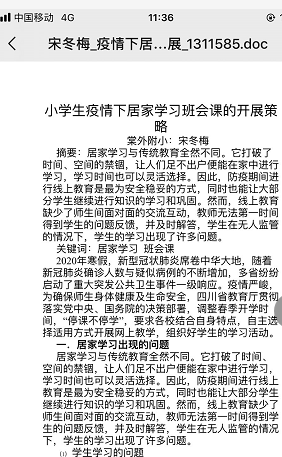 中国移动 4G 11:36
宋冬梅_疫情下居...展_1311585.doc
小学生疫情下居家学习班会课的开展策
略
棠外附小：宋冬梅
摘要：居家学习与传统教育全然不同。它打破了
时间、空间的禁锢，让人们足不出户便能在家中进行
学习，学习时间也可以灵活选择。因此，防疫期间进
行线上教育是最为安全稳妥的方式，同时也能让大部
分学生继续进行知识的学习和巩固。然而，线上教育
缺少了师生间面对面的交流互动，教师无法第一时间
得到学生的问题反馈，并及时解答，学生在无人监管
的情况下，学生的学习出现了许多问题。
关键词：居家学习 班会课
2020年寒假，新型冠状肺炎席卷中华大地，随着
新冠肺炎确诊人数与疑似病例的不断增加，多省纷纷
启动了重大突发公共卫生事件一级响应。疫情严峻，
为确保师生身体健康及生命安全，四川省教育厅贯彻
落实党中央、国务院的决策部署，调整春季开学时
间，“停课不停学”，要求各校结合自身特点，自主选
择适用方式开展网上教学，组织好学生的学习活动。
一．居家学习出现的问题
居家学习与传统教育全然不同。它打破了时间、
空间的禁锢，让人们足不出户便能在家中进行学习，
学习时间也可以灵活选择。因此，防疫期间进行线上
教育是最为安全稳妥的方式，同时也能让大部分学生
继续进行知识的学习和巩固。然而，线上教育缺少了
师生间面对面的交流互动，教师无法第一时间得到学
生的问题反馈，并及时解答，学生在无人监管的情况
下，学生的学习出现了许多问题。
⑴ 学生学习的问题